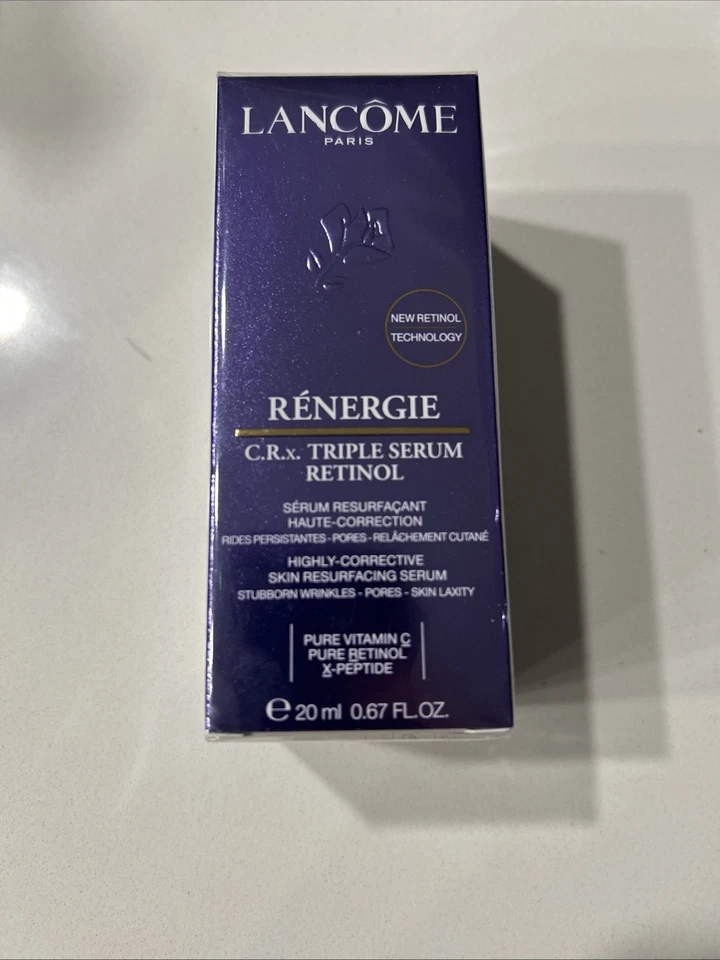 LANCÔME
PARIS
NEW RETINOL
TECHNOLOGY
RÉNERGIE
C.R.x. TRIPLE SERUM
RETINOL
SÉRUM RESURFAÇANT
HAUTE-CORRECTION
RIDES PERSISTANTES - PORES - RELÂCHEMENT CUTANÉ
HIGHLY-CORRECTIVE
SKIN RESURFACING SERUM
STUBBORN WRINKLES - PORES - SKIN LAXITY
PURE VITAMIN C
PURE RETINOL
X-PEPTIDE
℮ 20 ml 0.67 FL.OZ.